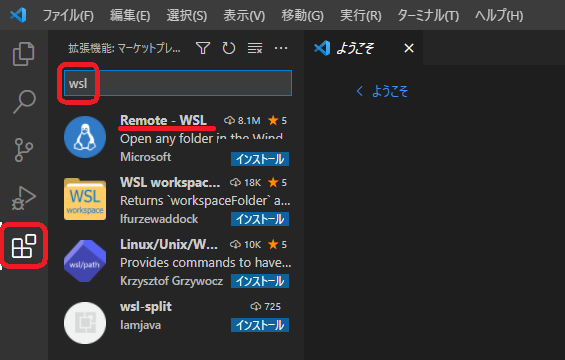 ファイル(F) 編集(E) 選択(S) 表示(V) 移動(G) 実行(R) ターミナル(T) ヘルプ(H)
拡張機能: マーケットプレ...
ようこそ
wsl
ようこそ
Remote - WSL 8.1M 5
Open any folder in the Wind
Microsoft インストール
WSL workspac... 18K 5
WSL
workspace
Returns `workspaceFolder` a...
lfurzewaddock インストール
Linux/Unix/W... 10K 5
wsl/path
Provides commands to have...
Krzysztof Grzywocz インストール
wsl-split 725
Iamjava インストール